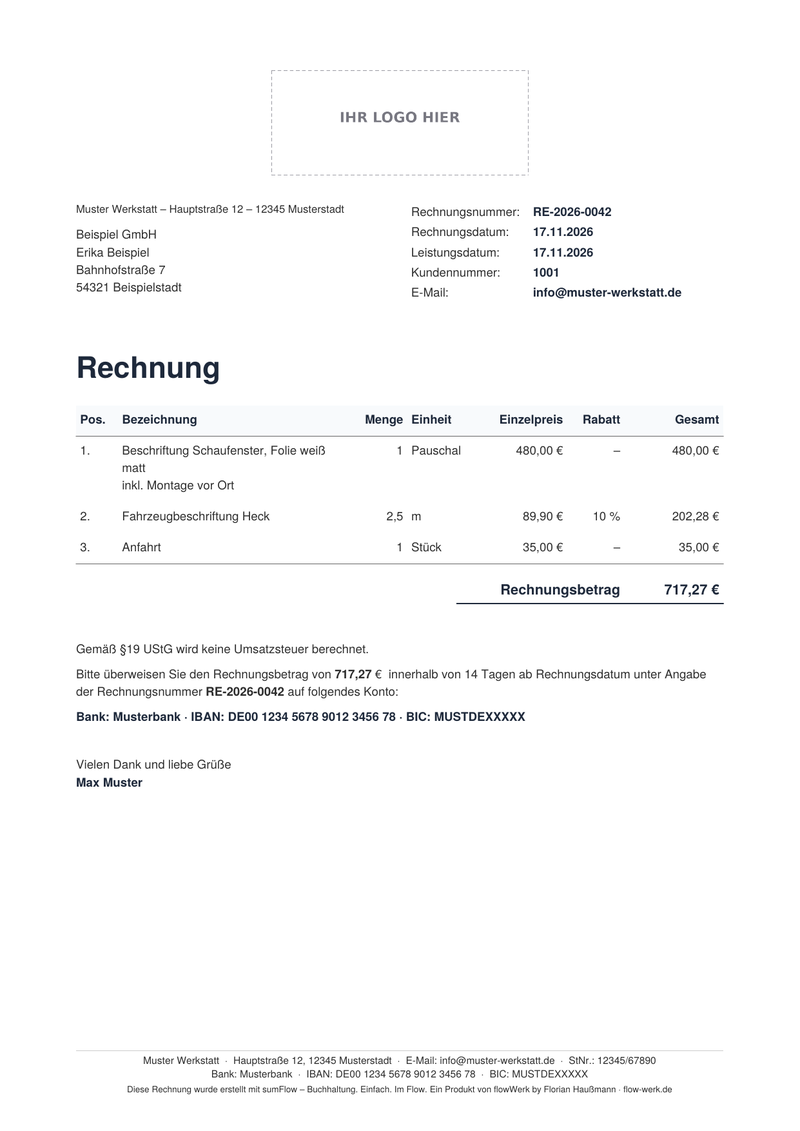 IHR LOGO HIER
Muster Werkstatt – Hauptstraße 12 – 12345 Musterstadt
Beispiel GmbH
Erika Beispiel
Bahnhofstraße 7
54321 Beispielstadt
Rechnungsnummer: RE-2026-0042
Rechnungsdatum: 17.11.2026
Leistungsdatum: 17.11.2026
Kundennummer: 1001
E-Mail: info@muster-werkstatt.de
Rechnung
Pos. Bezeichnung Menge Einheit Einzelpreis Rabatt Gesamt
1. Beschriftung Schaufenster, Folie weiß 1 Pauschal 480,00 € – 480,00 €
matt
inkl. Montage vor Ort
2. Fahrzeugbeschriftung Heck 2,5 m 89,90 € 10 % 202,28 €
3. Anfahrt 1 Stück 35,00 € – 35,00 €
Rechnungsbetrag 717,27 €
Gemäß §19 UStG wird keine Umsatzsteuer berechnet.
Bitte überweisen Sie den Rechnungsbetrag von 717,27 € innerhalb von 14 Tagen ab Rechnungsdatum unter Angabe
der Rechnungsnummer RE-2026-0042 auf folgendes Konto:
Bank: Musterbank · IBAN: DE00 1234 5678 9012 3456 78 · BIC: MUSTDEXXXXX
Vielen Dank und liebe Grüße
Max Muster
Muster Werkstatt · Hauptstraße 12, 12345 Musterstadt · E-Mail: info@muster-werkstatt.de · StNr.: 12345/67890
Bank: Musterbank · IBAN: DE00 1234 5678 9012 3456 78 · BIC: MUSTDEXXXXX
Diese Rechnung wurde erstellt mit sumFlow – Buchhaltung. Einfach. Im Flow. Ein Produkt von flowWerk by Florian Haußmann · flow-werk.de